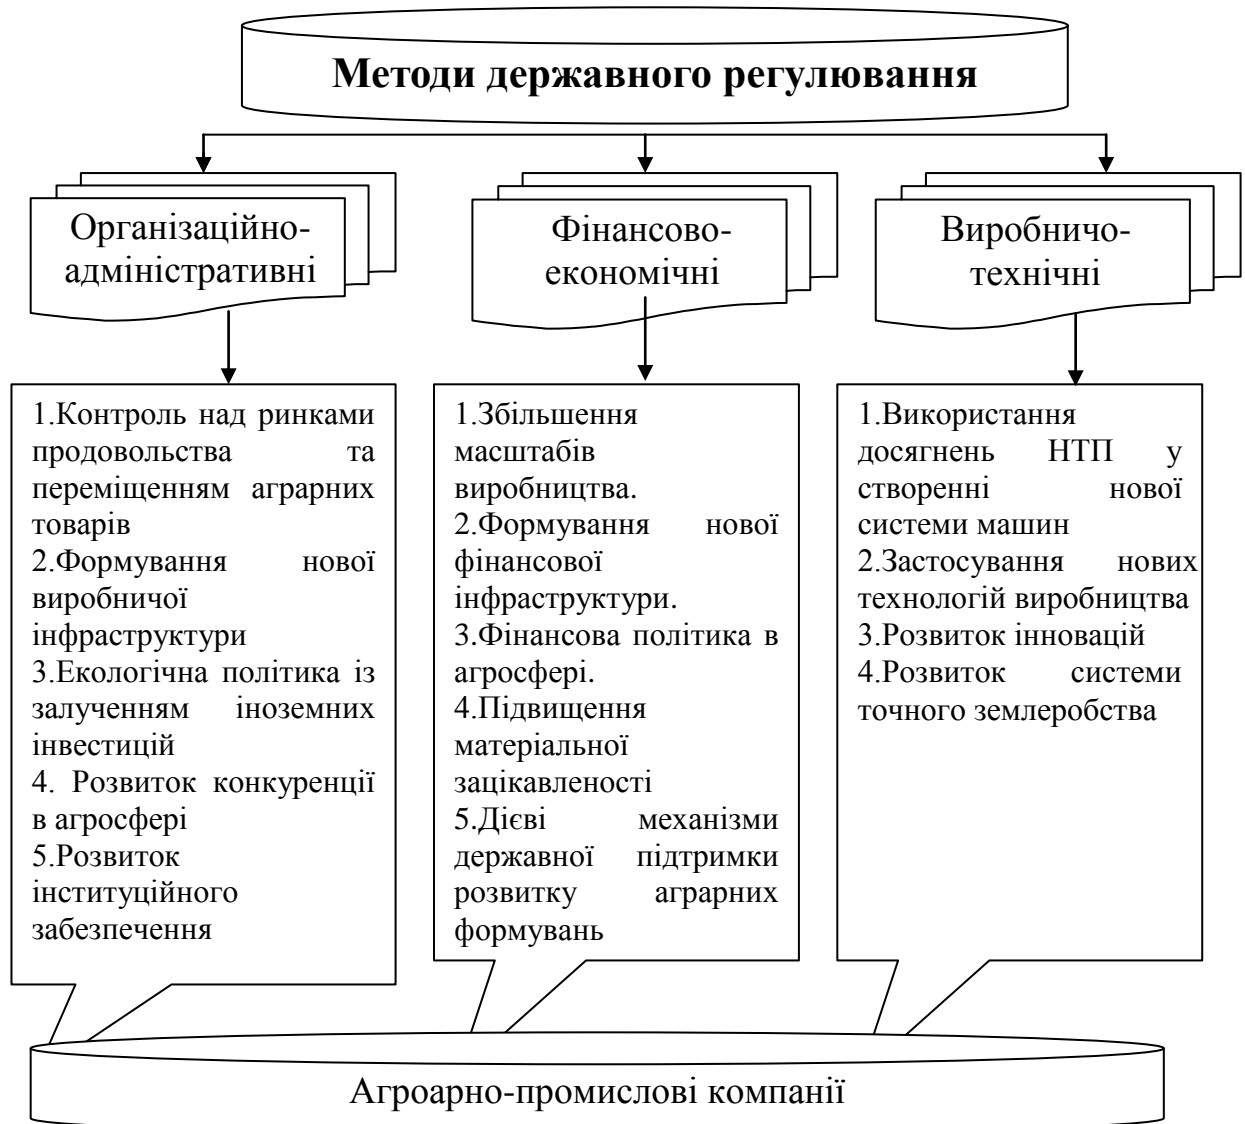 Методи державного регулювання
Організаційно-
адміністративні
Фінансово-
економічні
Виробничо-
технічні
1.Контроль над ринками
продовольства та
переміщенням аграрних
товарів
2.Формування нової
виробничої
інфраструктури
3.Екологічна політика із
залученням іноземних
інвестицій
4. Розвиток конкуренції
в агросфері
5.Розвиток
інституційного
забезпечення
1.Збільшення
масштабів
виробництва.
2.Формування нової
фінансової
інфраструктури.
3.Фінансова політика в
агросфері.
4.Підвищення
матеріальної
зацікавленості
5.Дієві механізми
державної підтримки
розвитку аграрних
формувань
1.Використання
досягнень НТП у
створенні нової
системи машин
2.Застосування нових
технологій виробництва
3.Розвиток інновацій
4.Розвиток системи
точного землеробства
Агроарно-промислові компанії